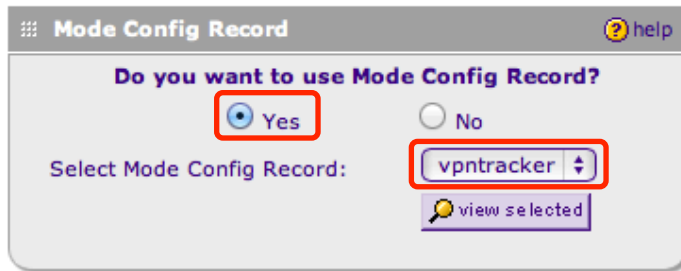 Mode Config Record ? help
Do you want to use Mode Config Record?
Yes No
Select Mode Config Record: vpntracker
view selected